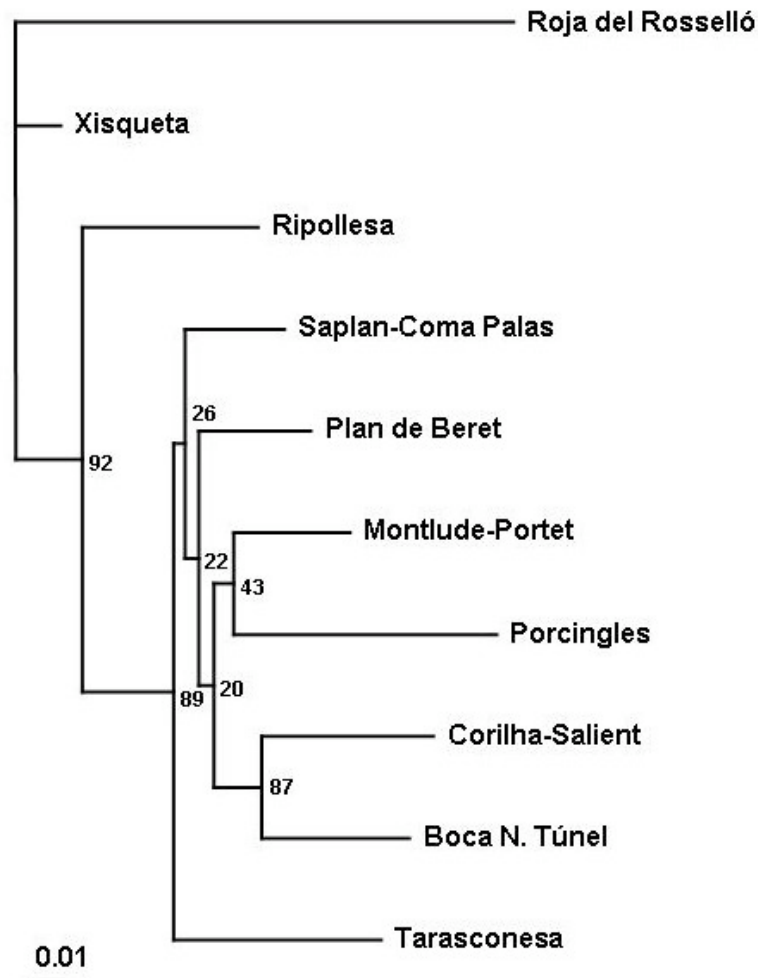 Roja del Rosselló
Xisqueta
Ripollesa
Saplan-Coma Palas
26
Plan de Beret
92
Montlude-Portet
22
43
Porcingles
89
20
Corilha-Salient
87
Boca N. Túnel
Tarasconesa
0.01